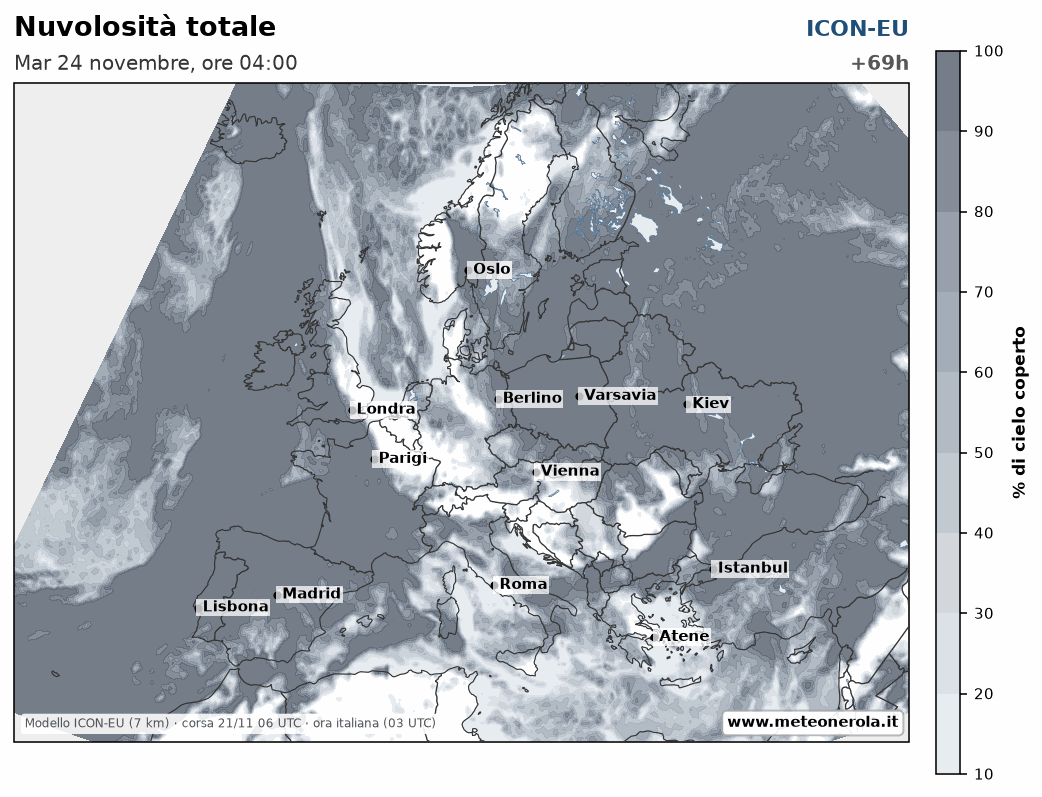 Nuvolosità totale
ICON-EU
Mar 24 novembre, ore 04:00
+69h
100
90
80
70
60
50
40
30
20
10
% di cielo coperto
Oslo
Berlino
Varsavia
Kiev
Londra
Parigi
Vienna
Istanbul
Roma
Madrid
Lisbona
Atene
Modello ICON-EU (7 km) · corsa 21/11 06 UTC · ora italiana (03 UTC)
www.meteonerola.it